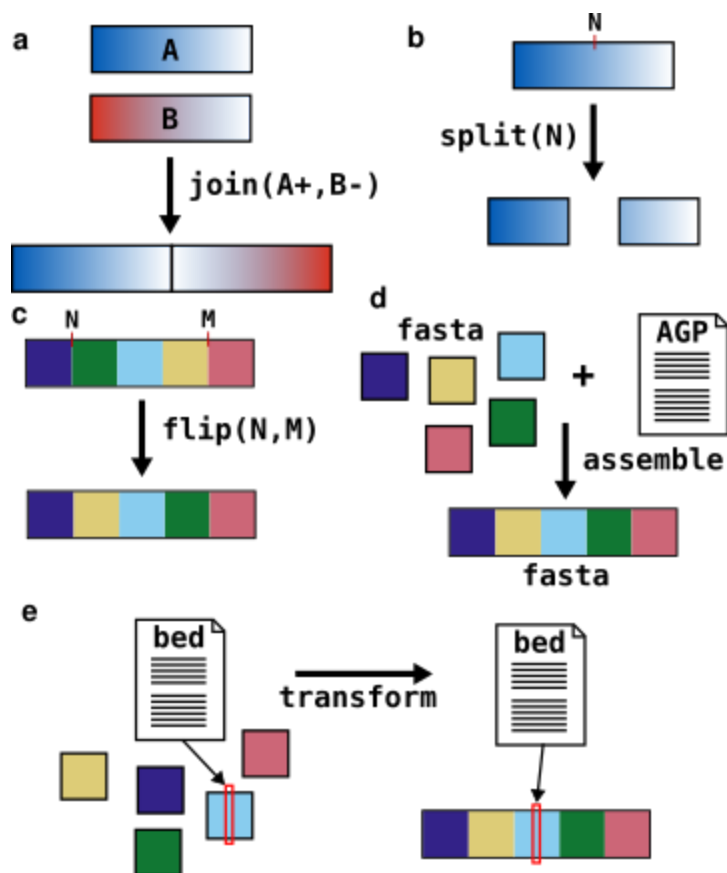 a
A
B
join(A+,B-)
b
N
split(N)
c
N
M
flip(N,M)
d
fasta
+
AGP
assemble
fasta
e
bed
transform
bed